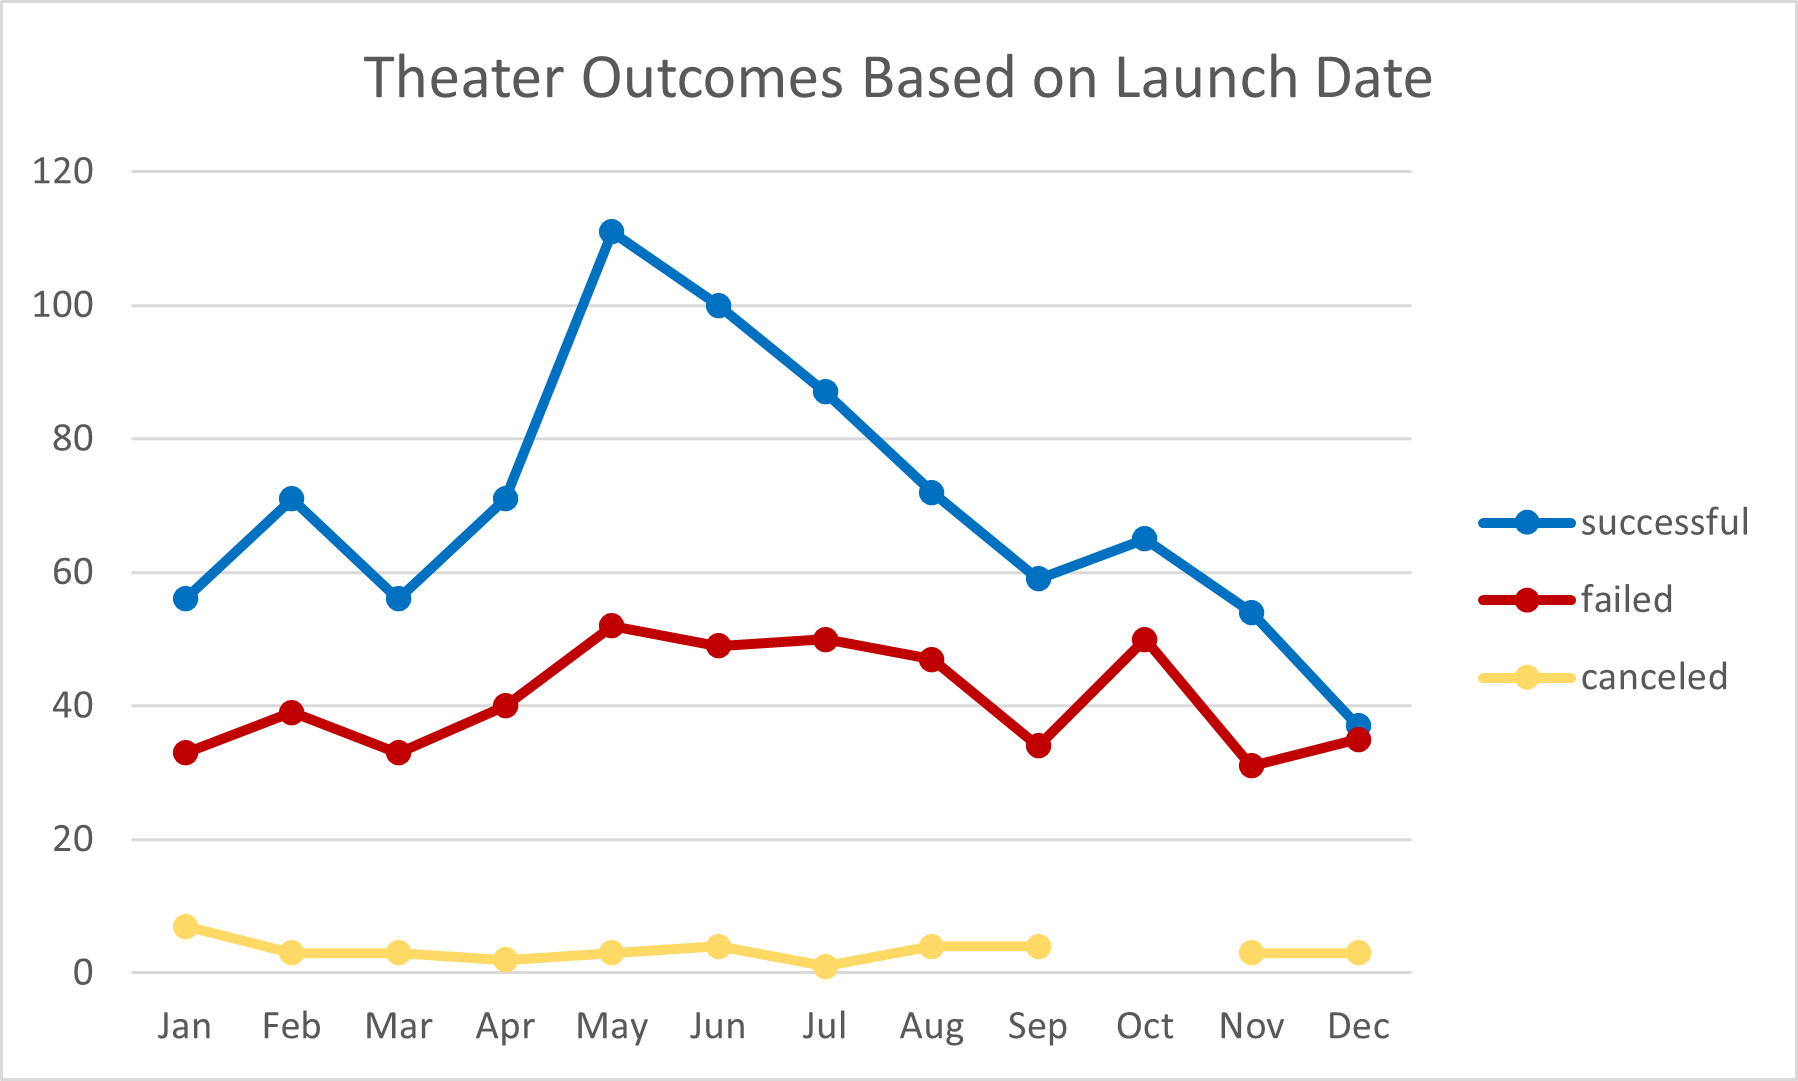 Theater Outcomes Based on Launch Date
120
100
80
60
40
20
0
Jan Feb Mar Apr May Jun Jul Aug Sep Oct Nov Dec
successful
failed
canceled